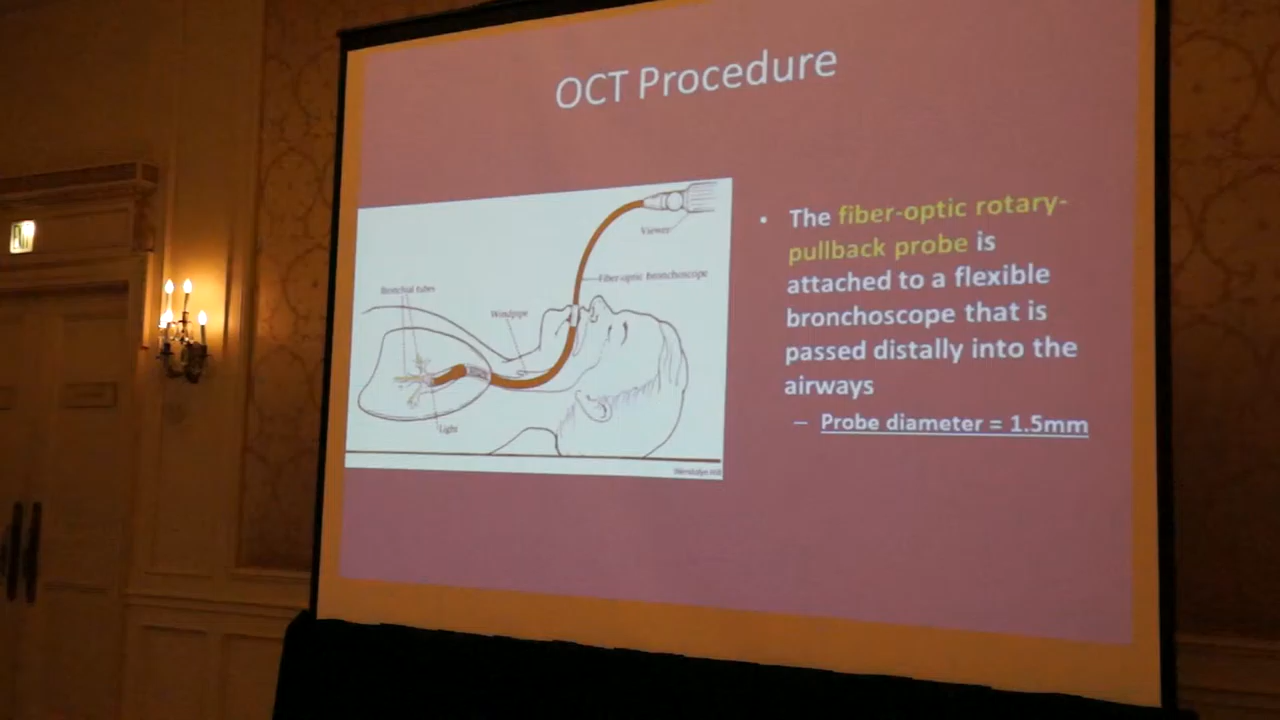 EXIT
OCT Procedure
Viewer
Fiber-optic bronchoscope
Bronchial tubes
Windpipe
Light
• The fiber-optic rotary-
pullback probe is
attached to a flexible
bronchoscope that is
passed distally into the
airways
– Probe diameter = 1.5mm